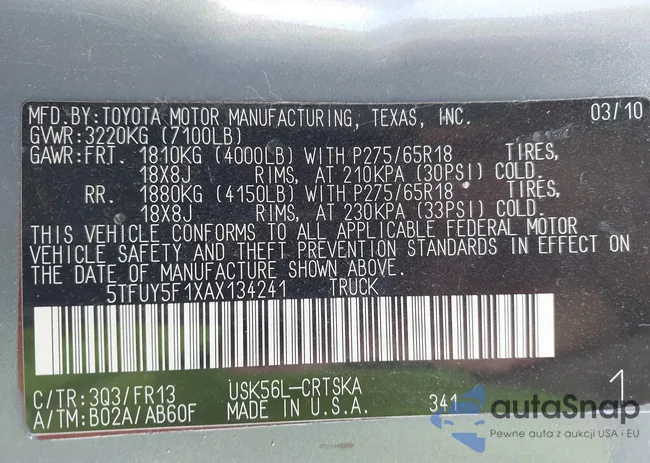 MFD.BY:TOYOTA MOTOR MANUFACTURING, TEXAS, INC. 03/10
GVWR:3220KG (7100LB)
GAWR:FRT. 1810KG (4000LB) WITH P275/65R18 TIRES,
18X8J RIMS, AT 210KPA (30PSI) COLD.
RR. 1880KG (4150LB) WITH P275/65R18 TIRES,
18X8J RIMS, AT 230KPA (33PSI) COLD.
THIS VEHICLE CONFORMS TO ALL APPLICABLE FEDERAL MOTOR
VEHICLE SAFETY AND THEFT PREVENTION STANDARDS IN EFFECT ON
THE DATE OF MANUFACTURE SHOWN ABOVE.
5TFUY5F1XAX134241 TRUCK
C/TR:3Q3/FR13 USK56L-CRTSKA 1
A/TM:B02A/AB60F MADE IN U.S.A. 341
autaSnap
Pewne auta z aukcji USA i EU